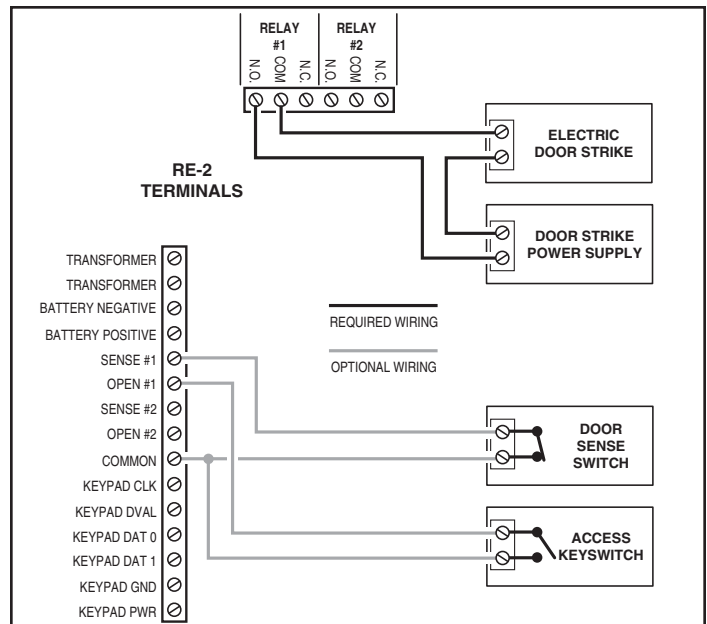 RELAY
#1
RELAY
#2
N.O.
COM
N.C.
N.O.
COM
N.C.
RE-2
TERMINALS
ELECTRIC
DOOR STRIKE
DOOR STRIKE
POWER SUPPLY
TRANSFORMER
TRANSFORMER
BATTERY NEGATIVE
BATTERY POSITIVE
SENSE #1
OPEN #1
SENSE #2
OPEN #2
COMMON
KEYPAD CLK
KEYPAD DVAL
KEYPAD DAT 0
KEYPAD DAT 1
KEYPAD GND
KEYPAD PWR
REQUIRED WIRING
OPTIONAL WIRING
DOOR
SENSE
SWITCH
ACCESS
KEYSWITCH